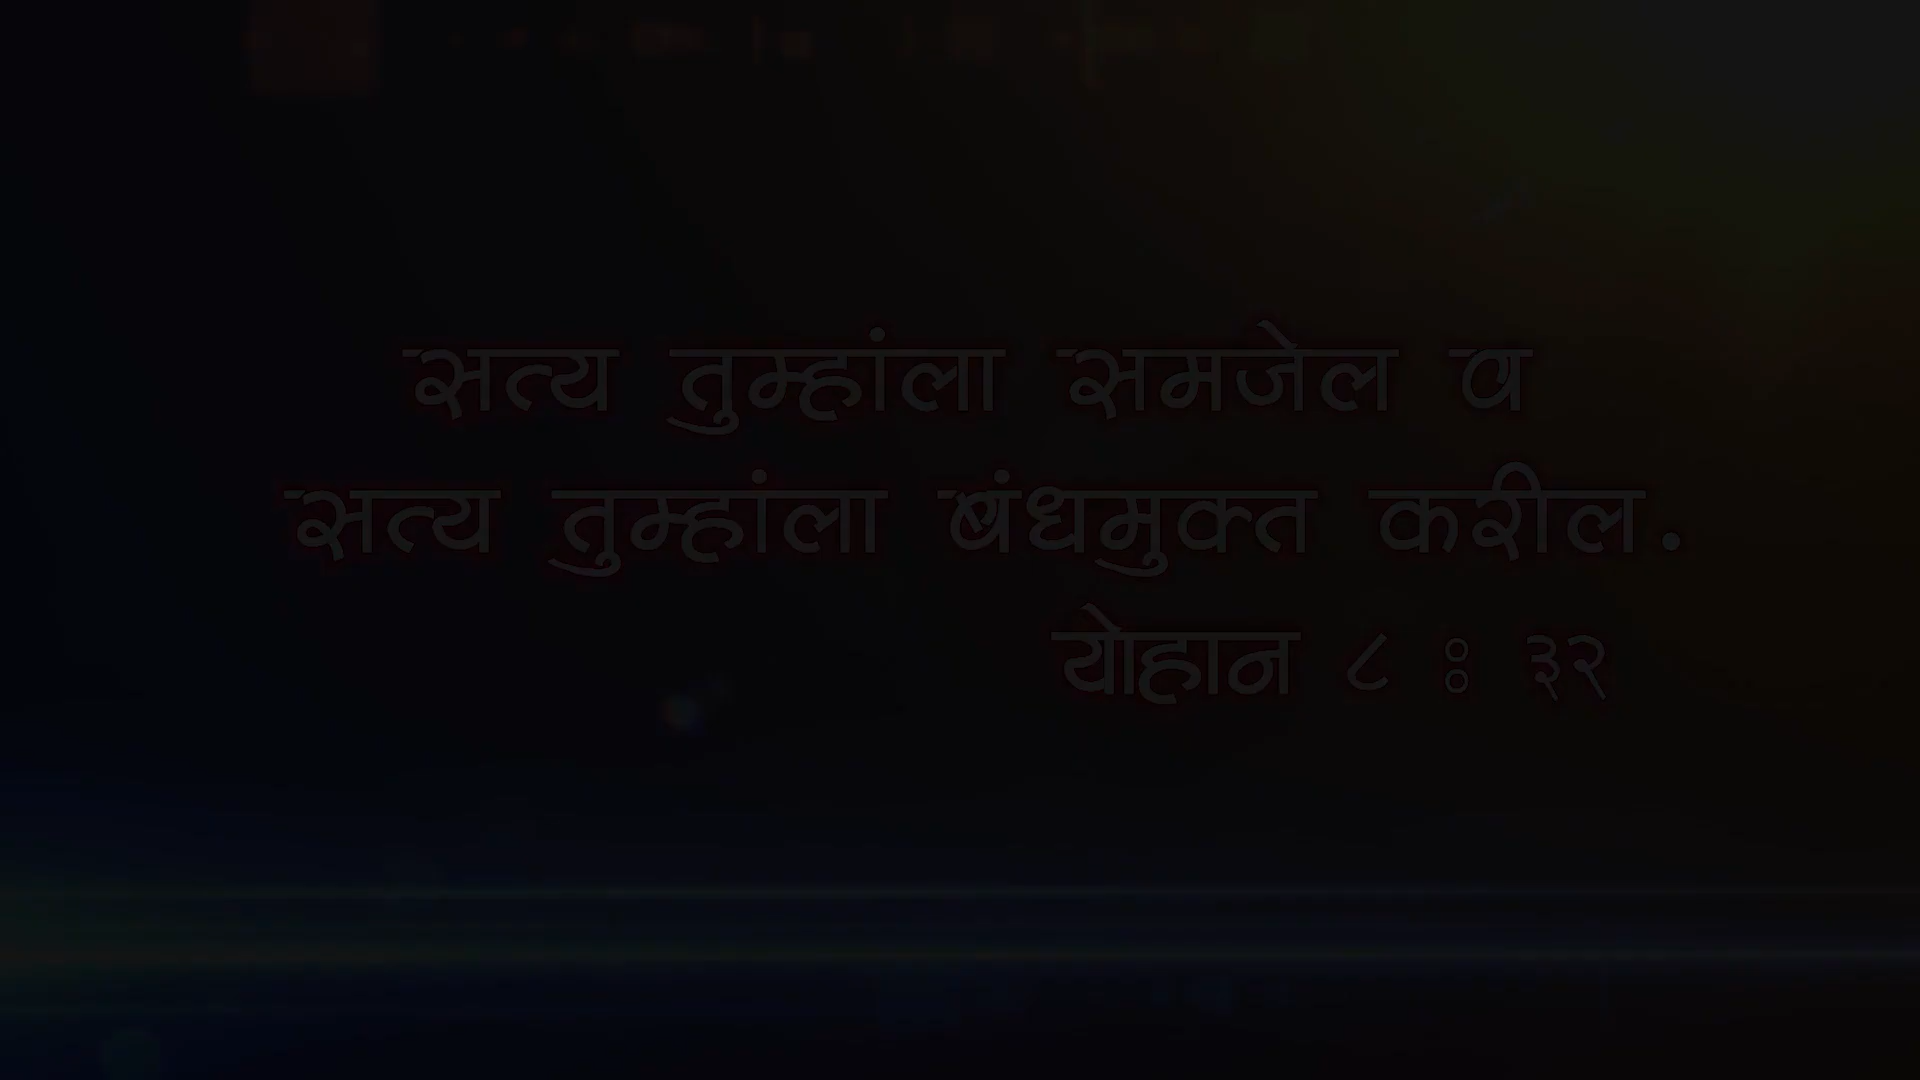 सत्य तुम्हांला समजेल व
सत्य तुम्हांला बंधमुक्त करील.
योहान ८ : ३२